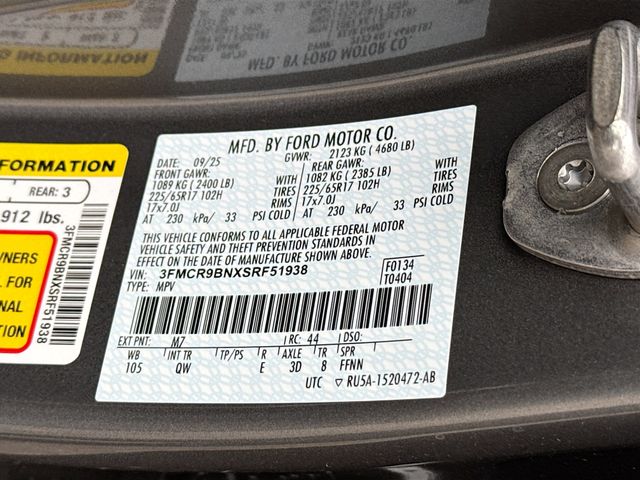 MFD. BY FORD MOTOR CO.
DATE: 09/25 GVWR: 2123 KG ( 4680 LB)
FRONT GAWR: REAR GAWR:
1089 KG ( 2400 LB) WITH 1082 KG ( 2385 LB) WITH
225/65R17 102H TIRES 225/65R17 102H TIRES
17x7.0J RIMS 17x7.0J RIMS
AT 230 kPa/ 33 PSI COLD AT 230 kPa/ 33 PSI COLD
THIS VEHICLE CONFORMS TO ALL APPLICABLE FEDERAL MOTOR
VEHICLE SAFETY AND THEFT PREVENTION STANDARDS IN
EFFECT ON THE DATE OF MANUFACTURE SHOWN ABOVE.
VIN: 3FMCR9BNXSRF51938 F0134
TYPE: MPV T0404
EXT PNT: M7 RC: 44 DSO:
WB INT TR TP/PS R AXLE TR SPR
105 QW E 3D 8 FFNN
UTC ▽ RU5A-1520472-AB
FORMATION
REAR: 3
912 lbs.
WNERS
FOR
NAL
ATION
3FMCR9BNXSRF51938
MFD. BY FORD MOTOR CO.